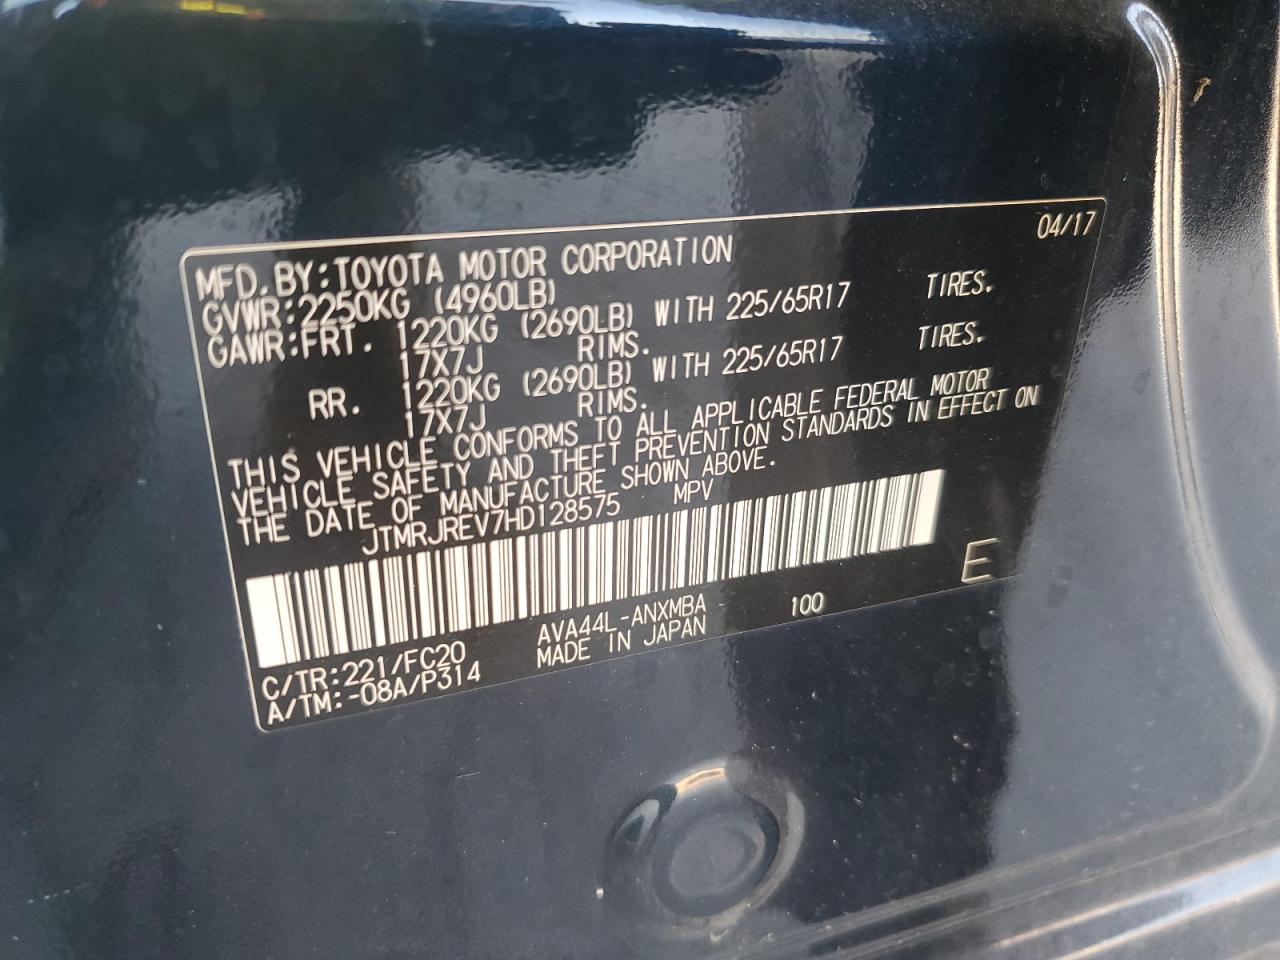 04/17
MFD.BY:TOYOTA MOTOR CORPORATION
GVWR:2250KG (4960LB)
GAWR:FRT. 1220KG (2690LB) WITH 225/65R17 TIRES.
17X7J RIMS.
RR. 1220KG (2690LB) WITH 225/65R17 TIRES.
17X7J RIMS.
THIS VEHICLE CONFORMS TO ALL APPLICABLE FEDERAL MOTOR
VEHICLE SAFETY AND THEFT PREVENTION STANDARDS IN EFFECT ON
THE DATE OF MANUFACTURE SHOWN ABOVE.
JTMRJREV7HD128575 MPV
E
C/TR:221/FC20 AVA44L-ANXMBA 100
A/TM:-08A/P314 MADE IN JAPAN